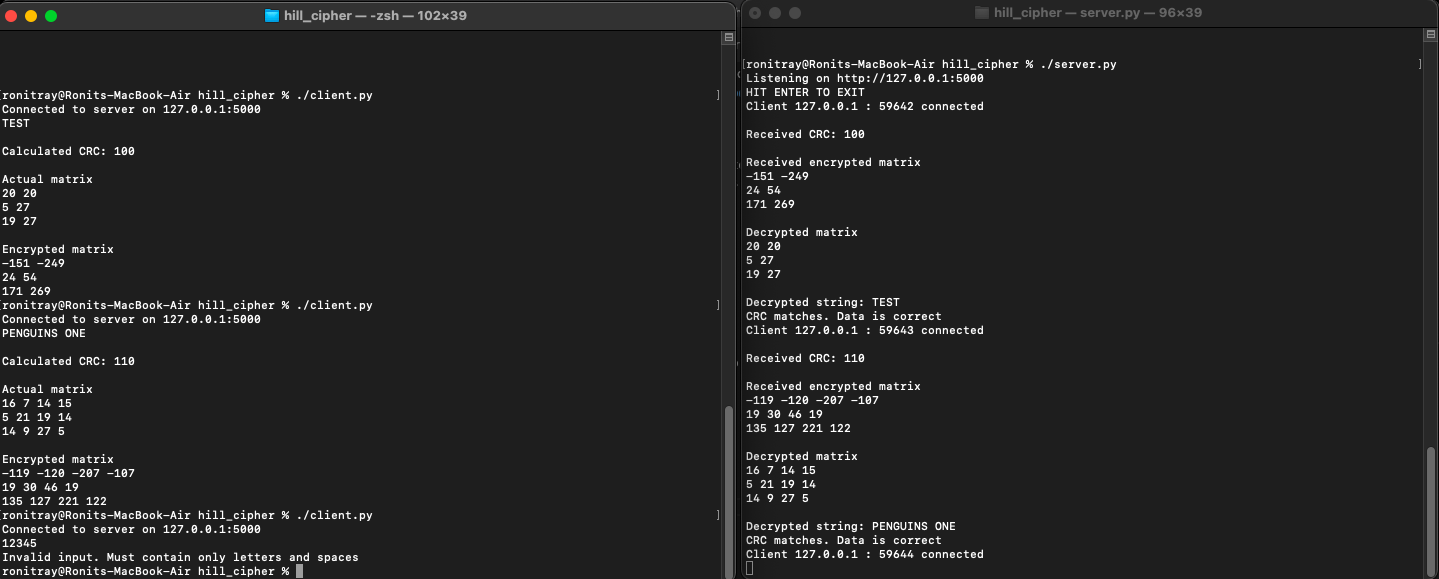 hill_cipher — -zsh — 102×39
[ronitray@Ronits-MacBook-Air hill_cipher % ./client.py ]
Connected to server on 127.0.0.1:5000
TEST
Calculated CRC: 100
Actual matrix
20 20
5 27
19 27
Encrypted matrix
-151 -249
24 54
171 269
[ronitray@Ronits-MacBook-Air hill_cipher % ./client.py ]
Connected to server on 127.0.0.1:5000
PENGUINS ONE
Calculated CRC: 110
Actual matrix
16 7 14 15
5 21 19 14
14 9 27 5
Encrypted matrix
-119 -120 -207 -107
19 30 46 19
135 127 221 122
[ronitray@Ronits-MacBook-Air hill_cipher % ./client.py ]
Connected to server on 127.0.0.1:5000
12345
Invalid input. Must contain only letters and spaces
ronitray@Ronits-MacBook-Air hill_cipher %
hill_cipher — server.py — 96×39
[ronitray@Ronits-MacBook-Air hill_cipher % ./server.py ]
Listening on http://127.0.0.1:5000
HIT ENTER TO EXIT
Client 127.0.0.1 : 59642 connected
Received CRC: 100
Received encrypted matrix
-151 -249
24 54
171 269
Decrypted matrix
20 20
5 27
19 27
Decrypted string: TEST
CRC matches. Data is correct
Client 127.0.0.1 : 59643 connected
Received CRC: 110
Received encrypted matrix
-119 -120 -207 -107
19 30 46 19
135 127 221 122
Decrypted matrix
16 7 14 15
5 21 19 14
14 9 27 5
Decrypted string: PENGUINS ONE
CRC matches. Data is correct
Client 127.0.0.1 : 59644 connected